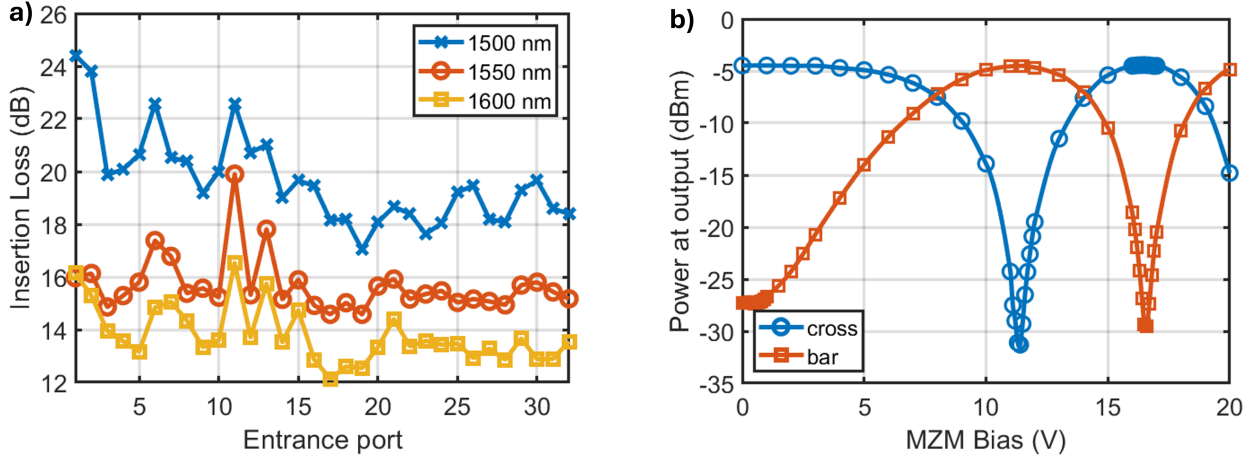 a)
26
24
22
20
18
16
14
12
Insertion Loss (dB)
1500 nm
1550 nm
1600 nm
5
10
15
20
25
30
Entrance port
b)
0
-5
-10
-15
-20
-25
-30
-35
Power at output (dBm)
cross
bar
0
5
10
15
20
MZM Bias (V)